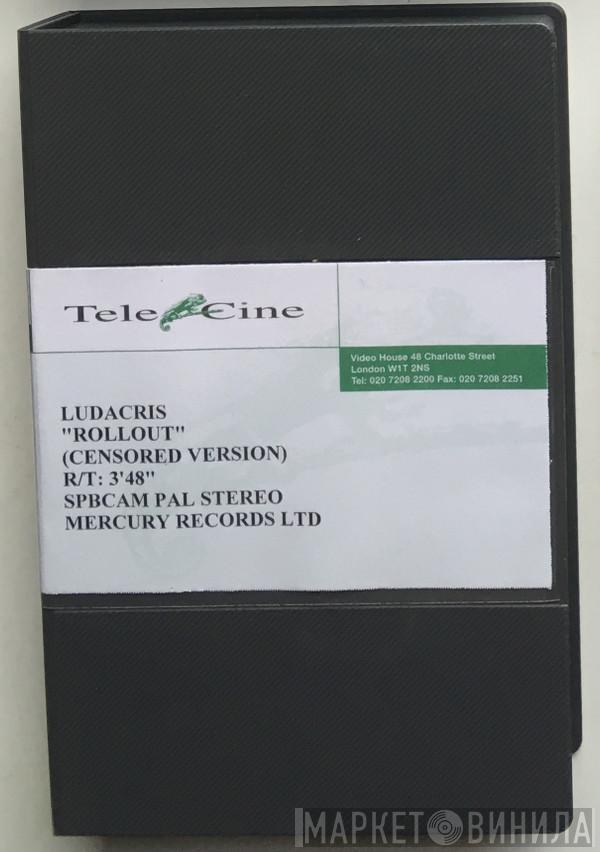 Tele Cine
Video House 48 Charlotte Street
London W1T 2NS
Tel: 020 7208 2200 Fax: 020 7208 2251
LUDACRIS
"ROLLOUT"
(CENSORED VERSION)
R/T: 3'48"
SPBCAM PAL STEREO
MERCURY RECORDS LTD
МАРКЕТ ВИНИЛА